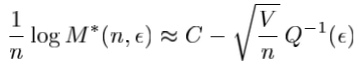 \frac{1}{n} \log M^*(n, \epsilon) \approx C - \sqrt{\frac{V}{n}} Q^{-1}(\epsilon)